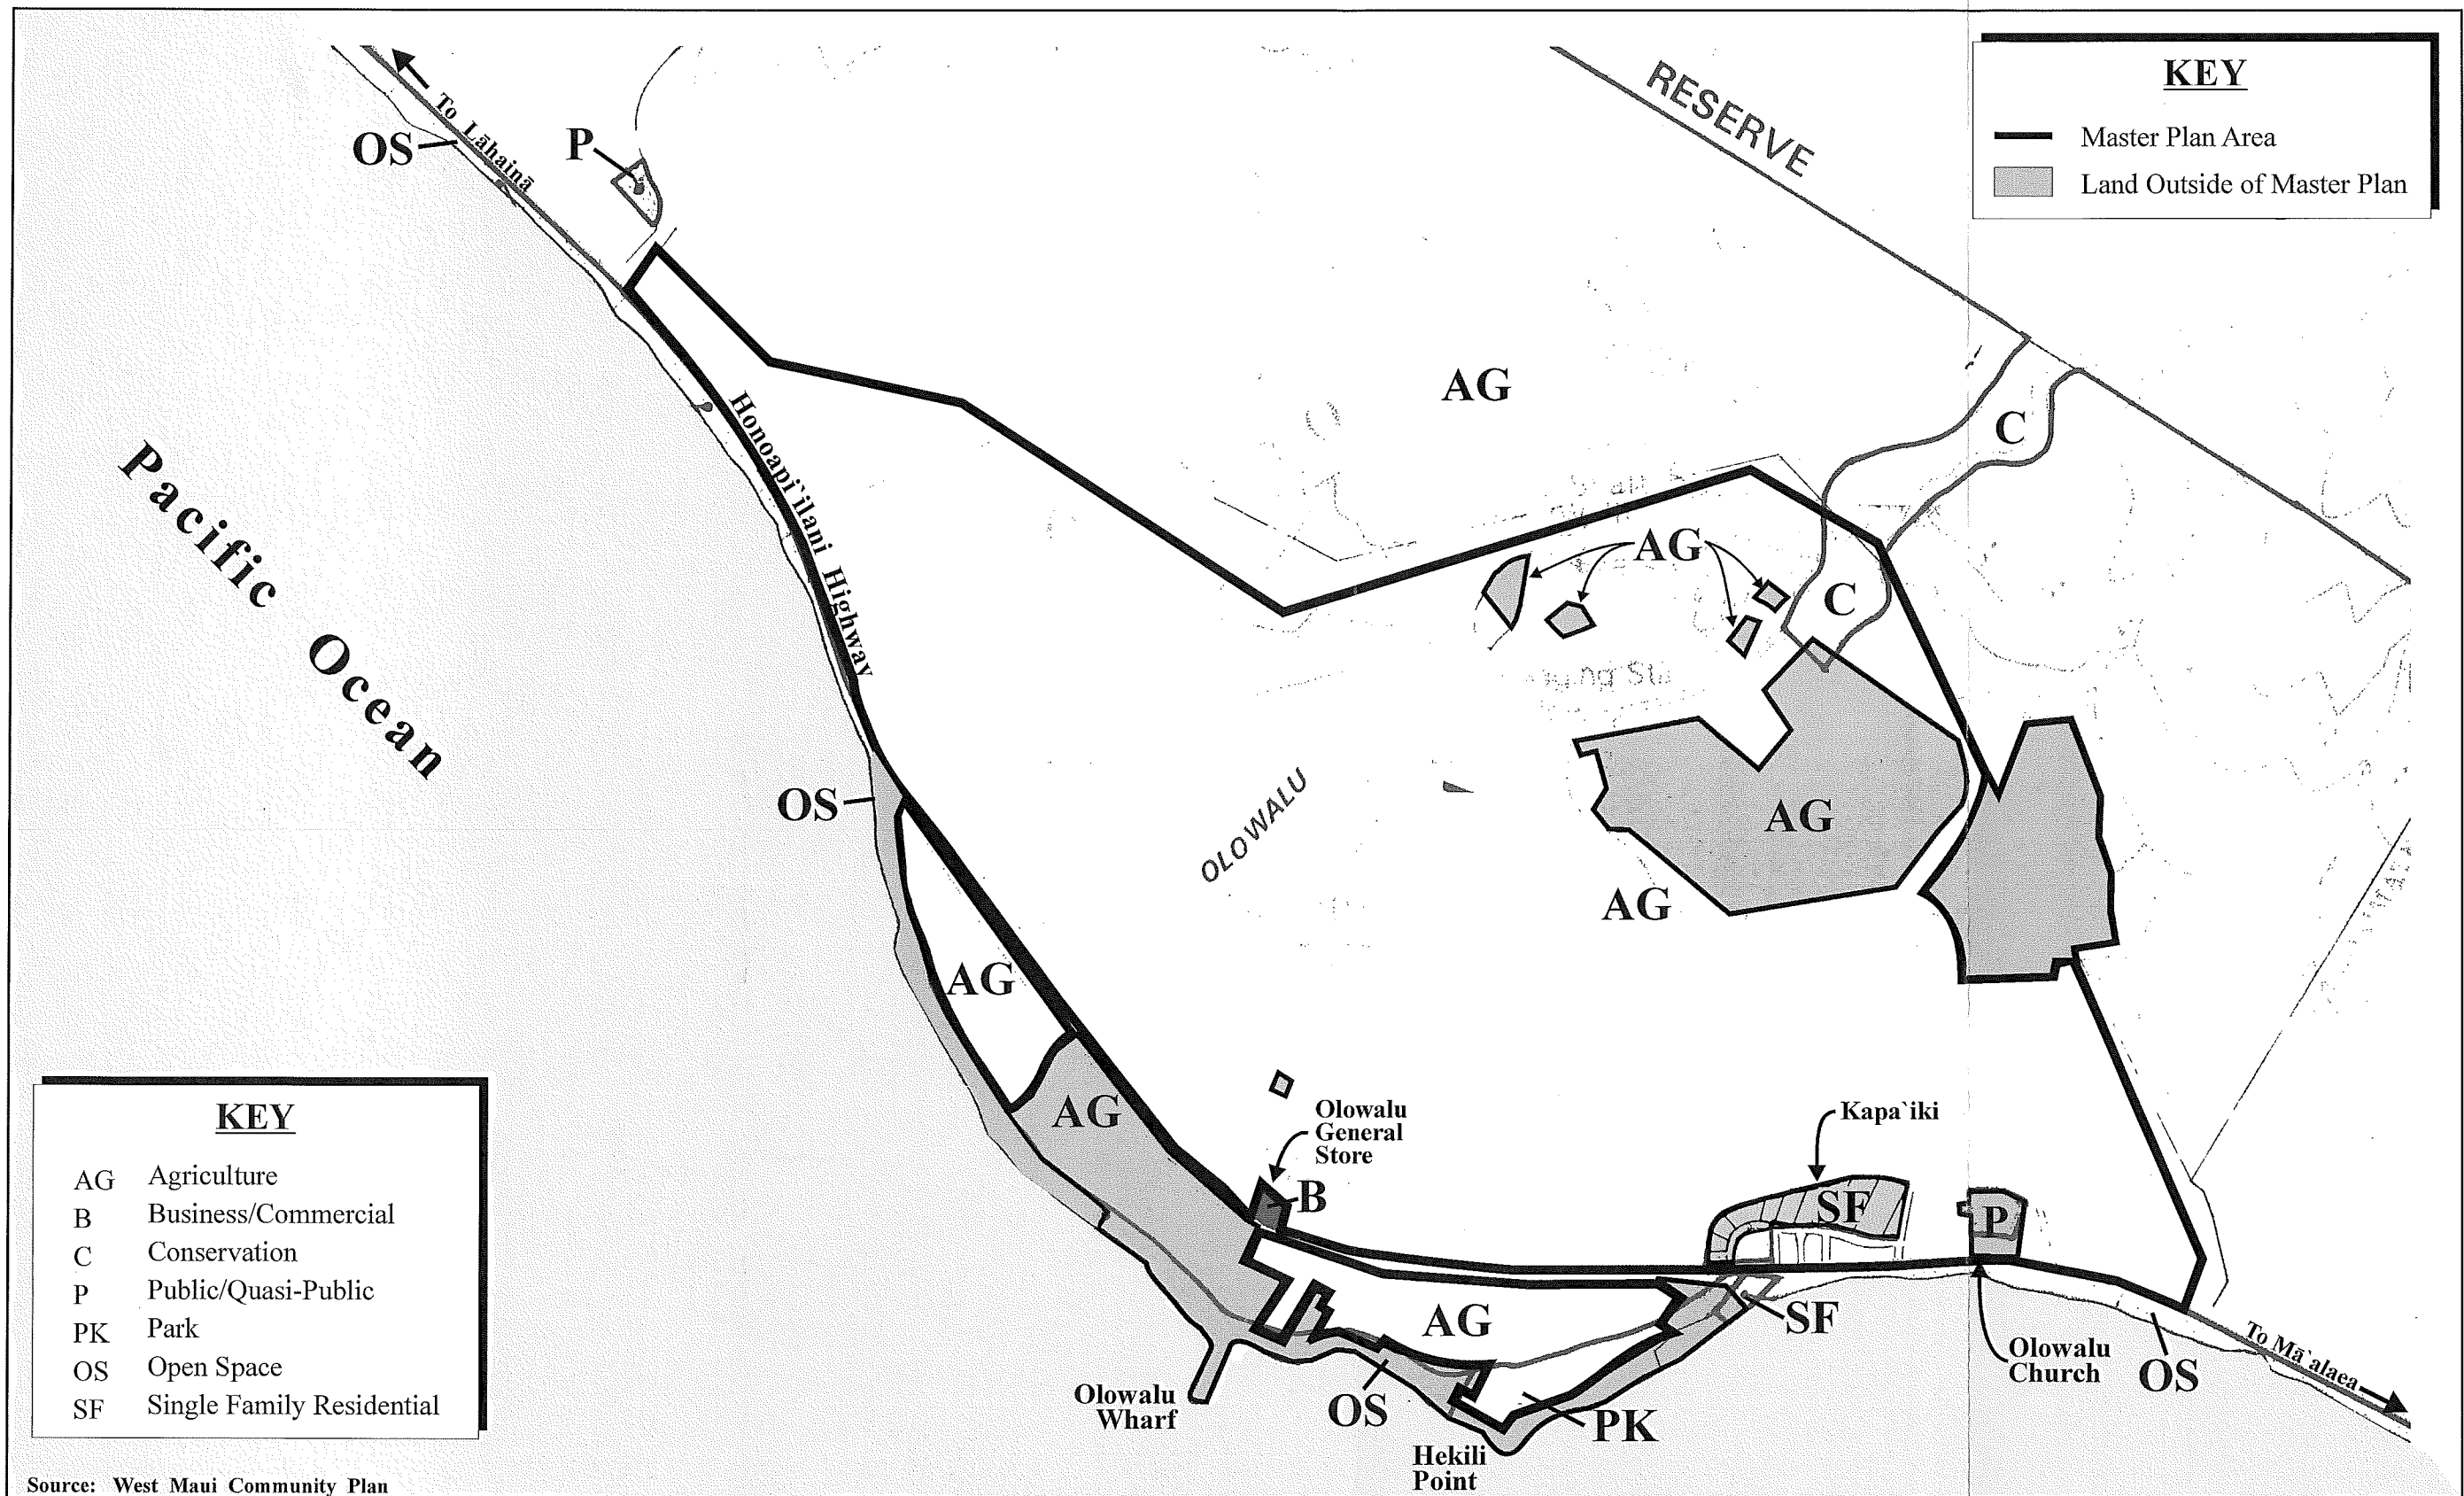 KEY
Master Plan Area
Land Outside of Master Plan
RESERVE
To Lāhainā
OS
P
AG
C
Honoapi`ilani Highway
AG
C
Pacific Ocean
OS
OLOWALU
AG
AG
AG
AG
Olowalu
General
Store
B
Kapa`iki
SF
P
AG
SF
Olowalu
Church
OS
To Mā`alaea
Olowalu
Wharf
OS
PK
Hekili
Point
KEY
AG Agriculture
B Business/Commercial
C Conservation
P Public/Quasi-Public
PK Park
OS Open Space
SF Single Family Residential
Source: West Maui Community Plan